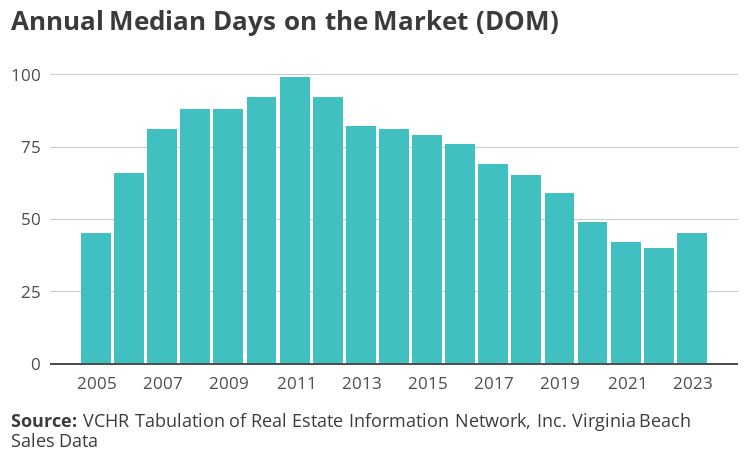 Annual Median Days on the Market (DOM)
100
75
50
25
0
2005 2007 2009 2011 2013 2015 2017 2019 2021 2023
Source: VCHR Tabulation of Real Estate Information Network, Inc. Virginia Beach
Sales Data